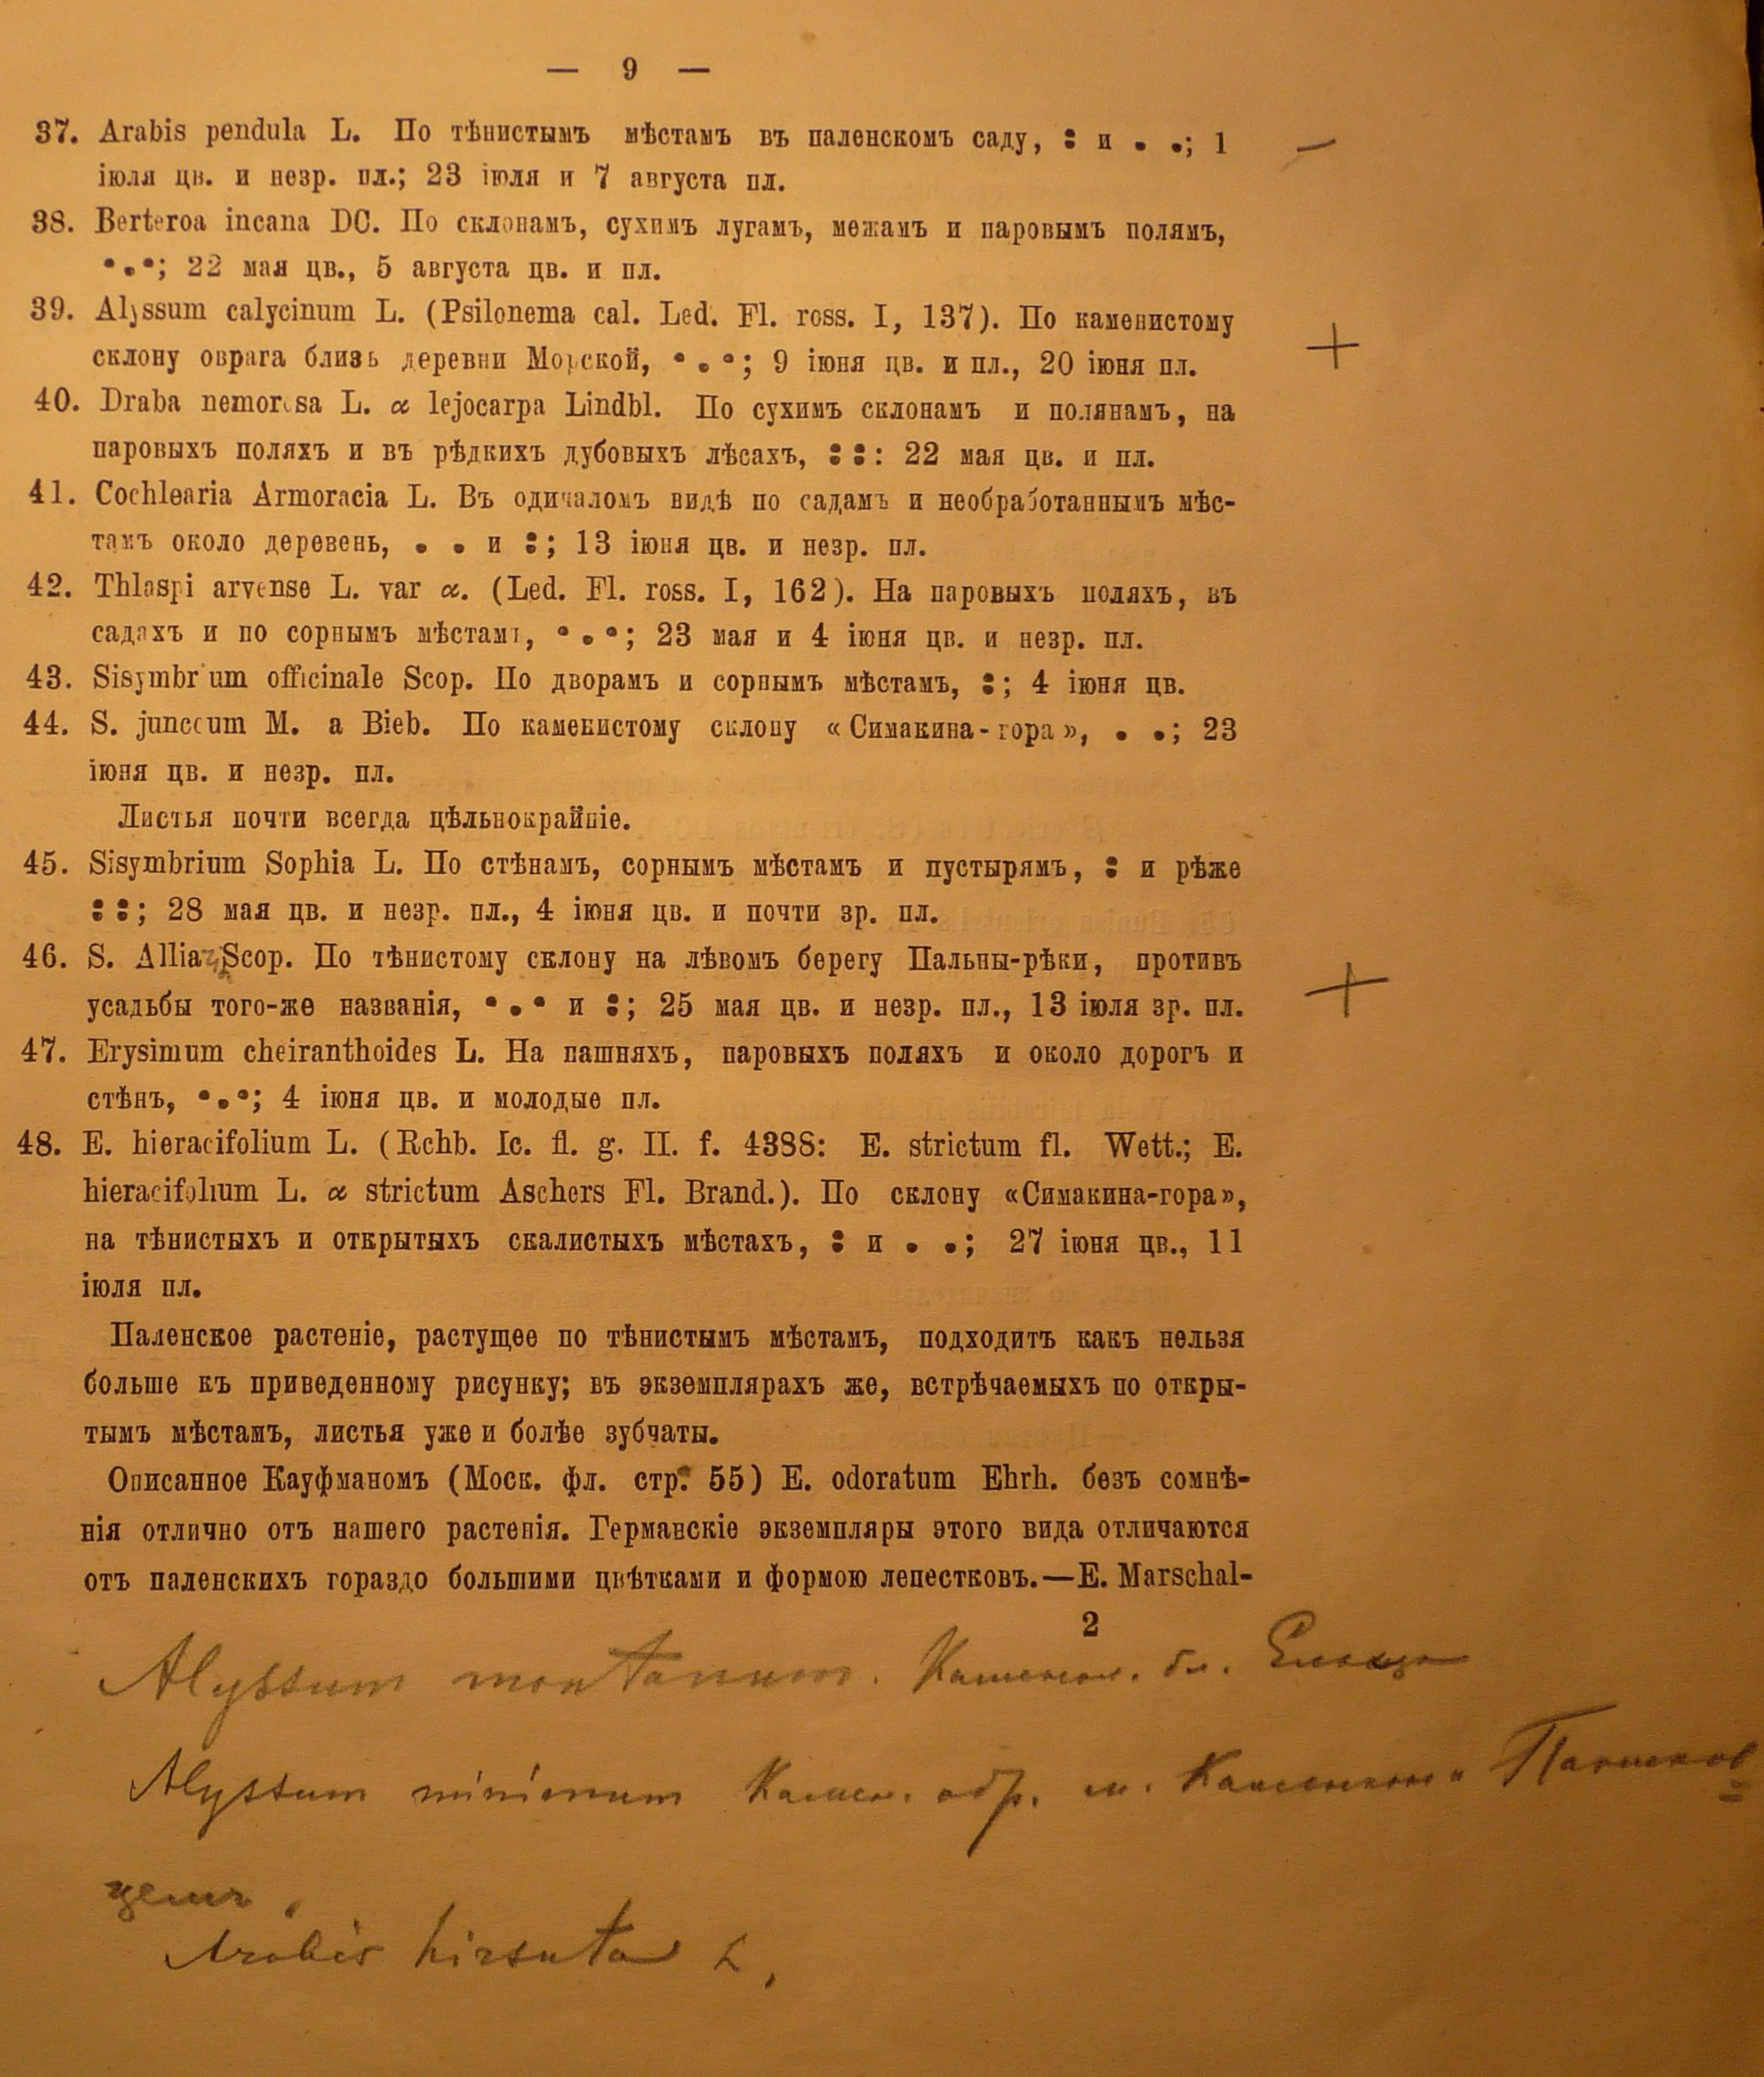 — 9 —
37. Arabis pendula L. По тѣнистымъ мѣстамъ въ паленскомъ саду, : и . .; 1
іюля цв. и незр. пл.; 23 іюля и 7 августа пл.
38. Berteroa incana DC. По склонамъ, сухимъ лугамъ, межамъ и паровымъ полямъ,
•.•; 22 мая цв., 5 августа цв. и пл.
39. Alyssum calycinum L. (Psilonema cal. Led. Fl. ross. I, 137). По каменистому
склону оврага близь деревни Морской, •.•; 9 іюня цв. и пл., 20 іюня пл.
40. Draba nemorosa L. α lejocarpa Lindbl. По сухимъ склонамъ и полянамъ, на
паровыхъ поляхъ и въ рѣдкихъ дубовыхъ лѣсахъ, :::  22 мая цв. и пл.
41. Cochlearia Armoracia L. Въ одичаломъ видѣ по садамъ и необработаннымъ мѣс-
тамъ около деревень, . . и :; 13 іюня цв. и незр. пл.
42. Thlaspi arvense L. var α. (Led. Fl. ross. I, 162). На паровыхъ поляхъ, въ
садахъ и по сорнымъ мѣстамъ, •.•; 23 мая и 4 іюня цв. и незр. пл.
43. Sisymbrium officinale Scop. По дворамъ и сорнымъ мѣстамъ, :; 4 іюня цв.
44. S. junceum M. a Bieb. По каменистому склону «Симакина-гора», . .; 23
іюня цв. и незр. пл.
Листья почти всегда цѣльнокрайніе.
45. Sisymbrium Sophia L. По стѣнамъ, сорнымъ мѣстамъ и пустырямъ, : и рѣже
::; 28 мая цв. и незр. пл., 4 іюня цв. и почти зр. пл.
46. S. Allia Scop. По тѣнистому склону на лѣвомъ берегу Пальны-рѣки, противъ
усадьбы того-же названія, •.• и :; 25 мая цв. и незр. пл., 13 іюля зр. пл.
47. Erysimum cheiranthoides L. На пашняхъ, паровыхъ поляхъ и около дорогъ и
стѣнъ, •.•; 4 іюня цв. и молодые пл.
48. E. hieracifolium L. (Rchb. Ic. fl. g. II. f. 4388: E. strictum fl. Wett.; E.
hieracifolium L. α strictum Aschers Fl. Brand.). По склону «Симакина-гора»,
на тѣнистыхъ и открытыхъ скалистыхъ мѣстахъ, : и . .; 27 іюня цв., 11
іюля пл.
Паленское растеніе, растущее по тѣнистымъ мѣстамъ, подходитъ какъ нельзя
больше къ приведенному рисунку; въ экземплярахъ же, встрѣчаемыхъ по откры-
тымъ мѣстамъ, листья уже и болѣе зубчаты.
Описанное Кауфманомъ (Моск. фл. стр. 55) E. odoratum Ehrh. безъ сомнѣ-
нія отлично отъ нашего растенія. Германскіе экземпляры этого вида отличаются
отъ паленскихъ гораздо большими цвѣтками и формою лепестковъ.—E. Marschal-
2
Alyssum montanum. бл. Ельца
Alyssum minimum Камен. обр.
Arabis hirsuta L.